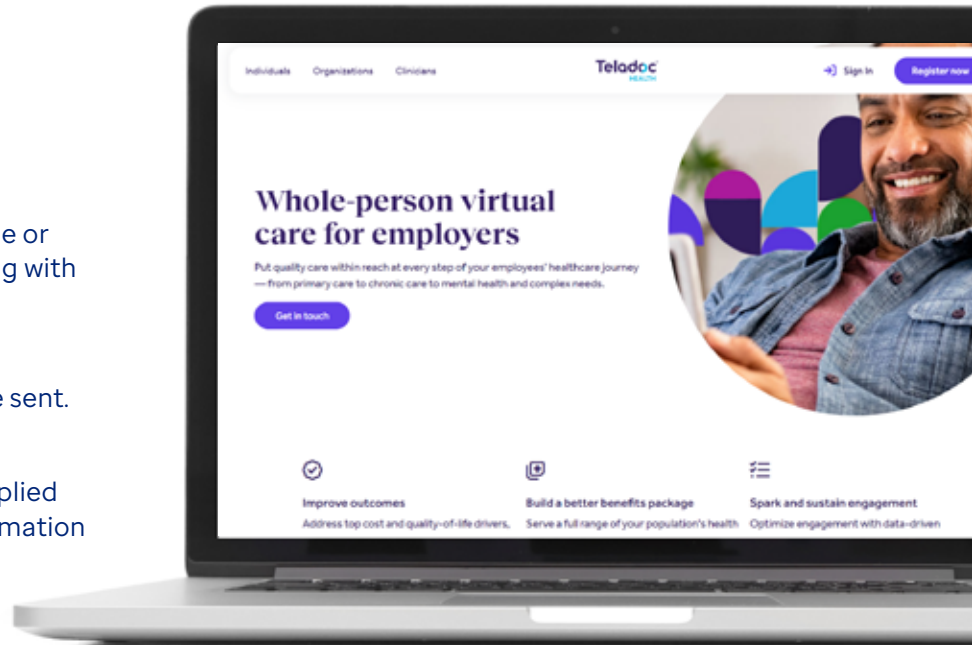 e or
g with
e sent.
plied
mation
Individuals Organizations Clinicians Teladoc HEALTH Sign In Register now
Whole-person virtual
care for employers
Put quality care within reach at every step of your employees' healthcare journey
— from primary care to chronic care to mental health and complex needs.
Get in touch
Improve outcomes
Address top cost and quality-of-life drivers,
Build a better benefits package
Serve a full range of your population's health
Spark and sustain engagement
Optimize engagement with data-driven